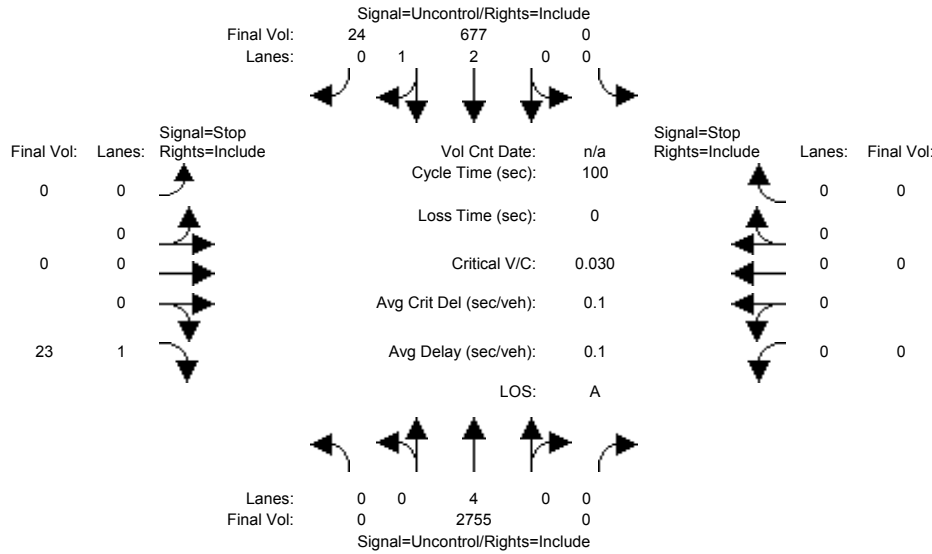 Signal=Uncontrol/Rights=Include
Final Vol: 24 677 0
Lanes: 0 1 2 0 0
Signal=Stop Signal=Stop
Final Vol: Lanes: Rights=Include Vol Cnt Date: n/a Rights=Include Lanes: Final Vol:
Cycle Time (sec): 100
0 0 0 0
Loss Time (sec): 0
0 0
0 0 Critical V/C: 0.030 0 0
0 Avg Crit Del (sec/veh): 0.1 0
23 1 Avg Delay (sec/veh): 0.1 0 0
LOS: A
Lanes: 0 0 4 0 0
Final Vol: 0 2755 0
Signal=Uncontrol/Rights=Include